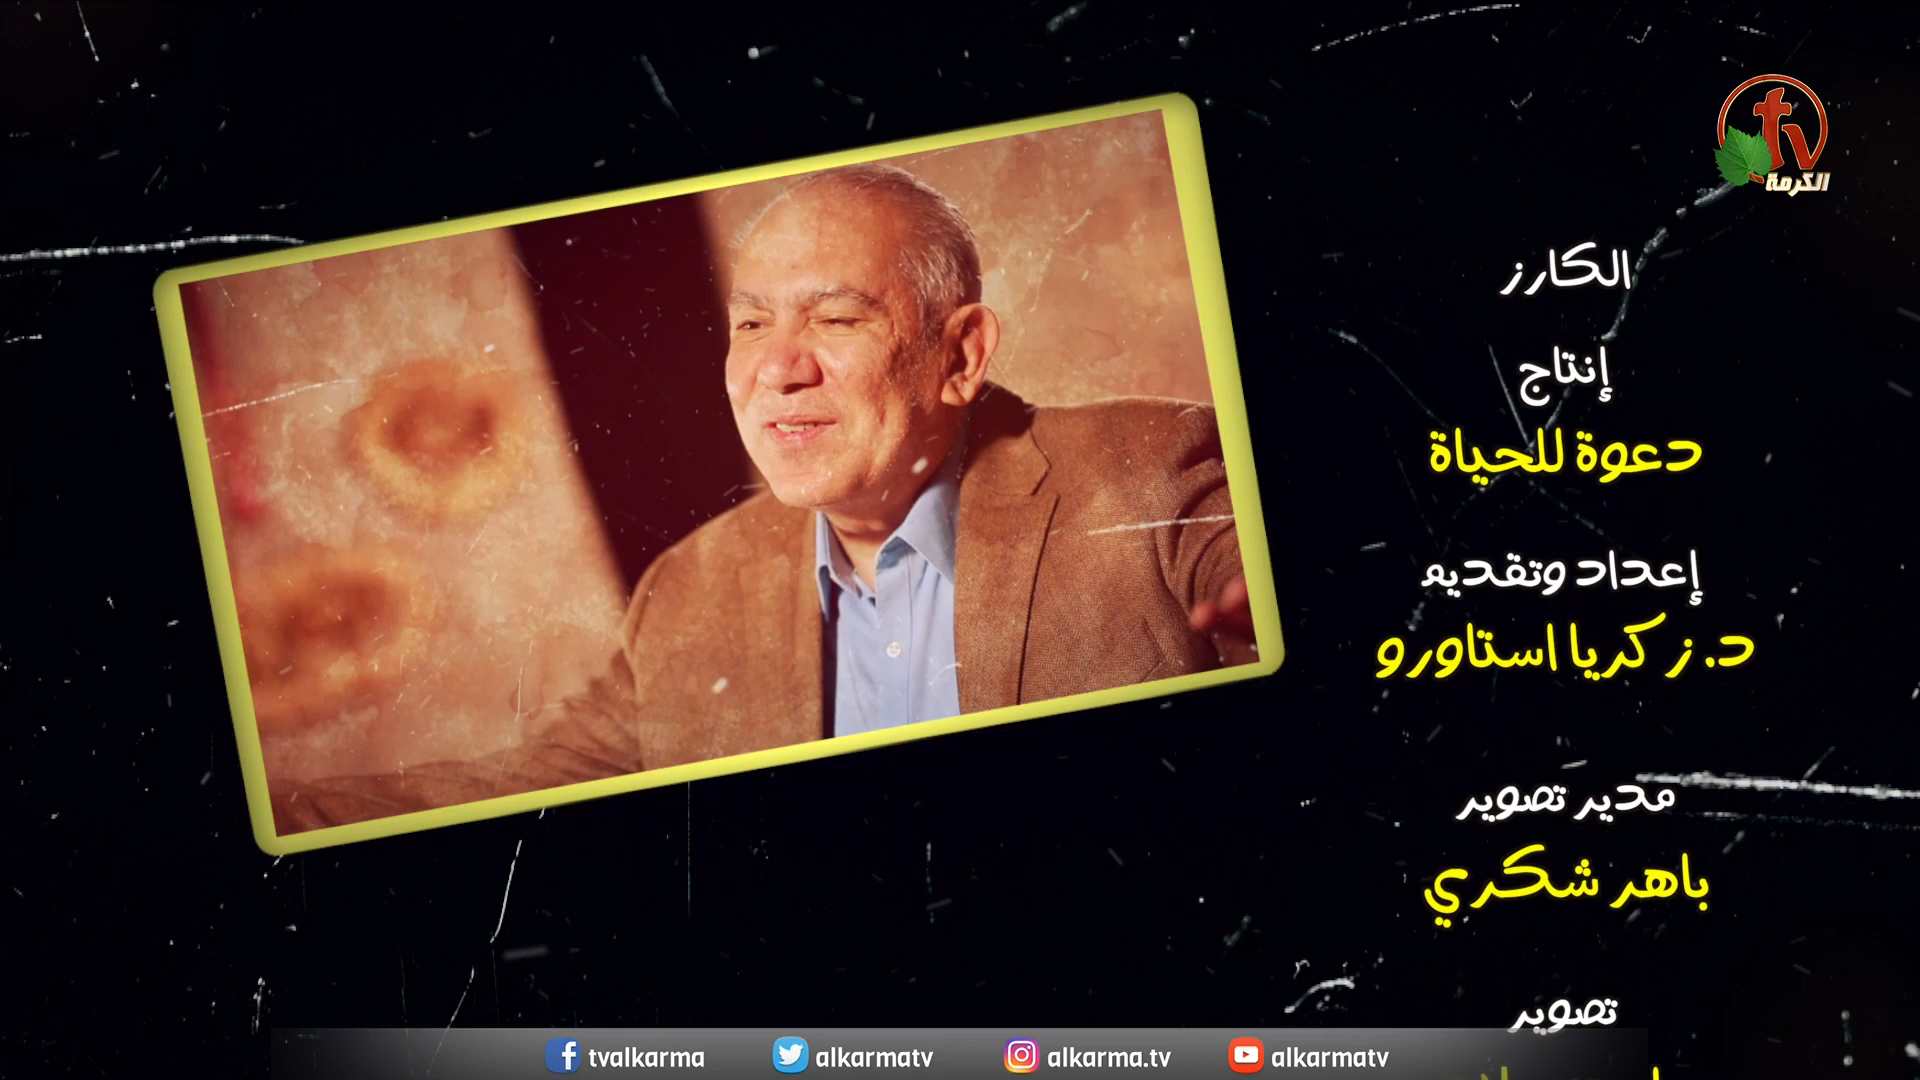 tv
الكرمة
الكارز
إنتاج
دعوة للحياة
إعداد وتقديم
د. زكريا استاورو
مدير تصوير
باهر شكري
تصوير
tvalkarma
alkarmatv
alkarma.tv
alkarmatv